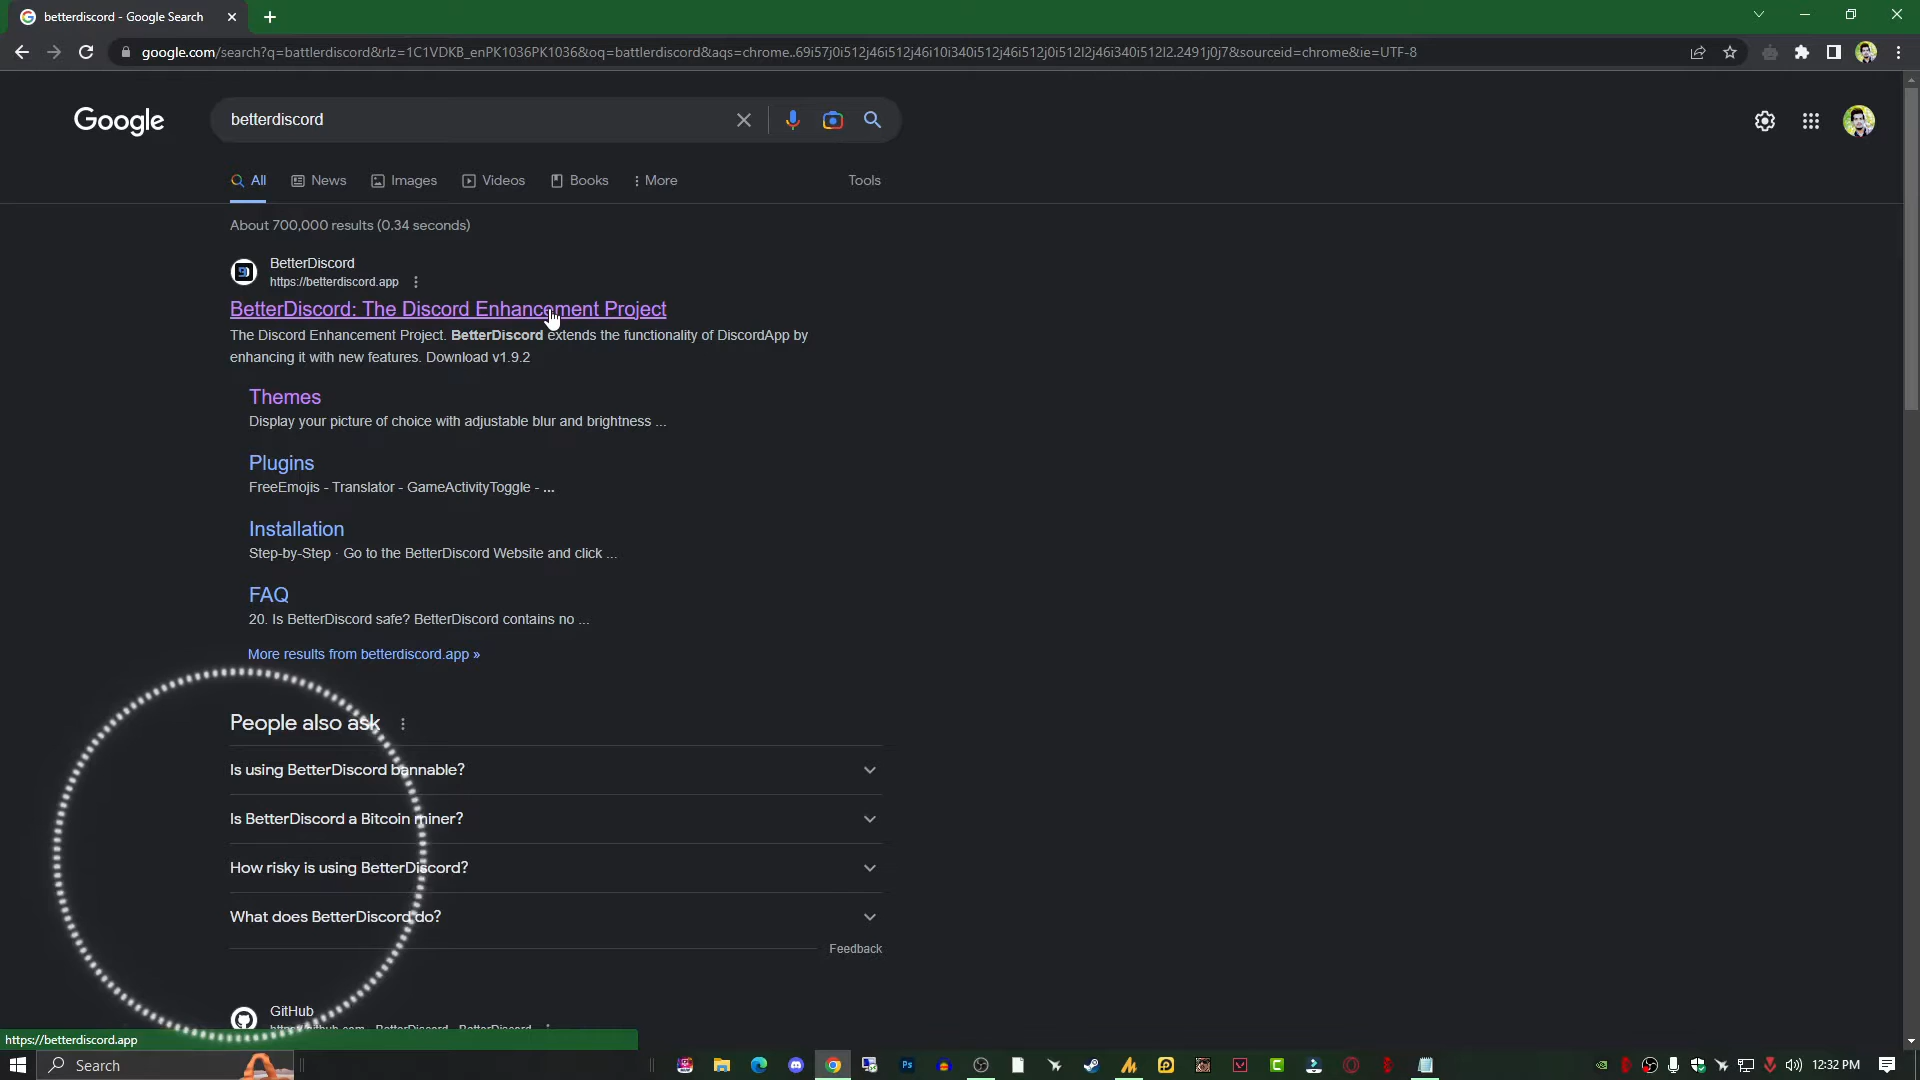 betterdiscord - Google Search
google.com/search?q=battlerdiscord&rlz=1C1VDKB_enPK1036PK1036&oq=battlerdiscord&aqs=chrome..69i57j0i512j46i512j46i10i340i512j46i512j0i512l2j46i340i512l2.2491j0j7&sourceid=chrome&ie=UTF-8
Google
betterdiscord
All News Images Videos Books More Tools
About 700,000 results (0.34 seconds)
BetterDiscord
https://betterdiscord.app
BetterDiscord: The Discord Enhancement Project
The Discord Enhancement Project. BetterDiscord extends the functionality of DiscordApp by
enhancing it with new features. Download v1.9.2
Themes
Display your picture of choice with adjustable blur and brightness ...
Plugins
FreeEmojis - Translator - GameActivityToggle - ...
Installation
Step-by-Step · Go to the BetterDiscord Website and click ...
FAQ
20. Is BetterDiscord safe? BetterDiscord contains no ...
More results from betterdiscord.app »
People also ask
Is using BetterDiscord bannable?
Is BetterDiscord a Bitcoin miner?
How risky is using BetterDiscord?
What does BetterDiscord do?
Feedback
GitHub
https://github.com › BetterDiscord › BetterDiscord
https://betterdiscord.app
Search
12:32 PM